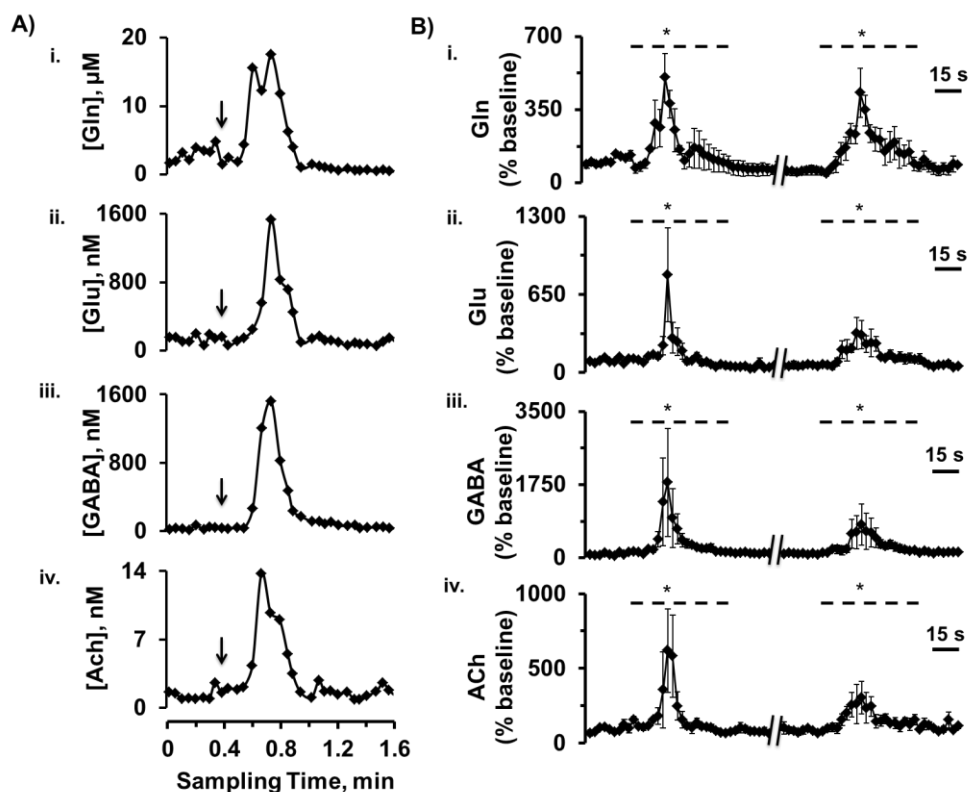 A)
i.
[Gln], µM
20
10
0
ii.
[Glu], nM
1600
800
0
iii.
[GABA], nM
1600
800
0
iv.
[Ach], nM
14
7
0
0 0.4 0.8 1.2 1.6
Sampling Time, min
B)
i.
Gln
(% baseline)
700
350
0
* *
15 s
ii.
Glu
(% baseline)
1300
650
0
* *
15 s
iii.
GABA
(% baseline)
3500
1750
0
* *
15 s
iv.
ACh
(% baseline)
1000
500
0
* *
15 s